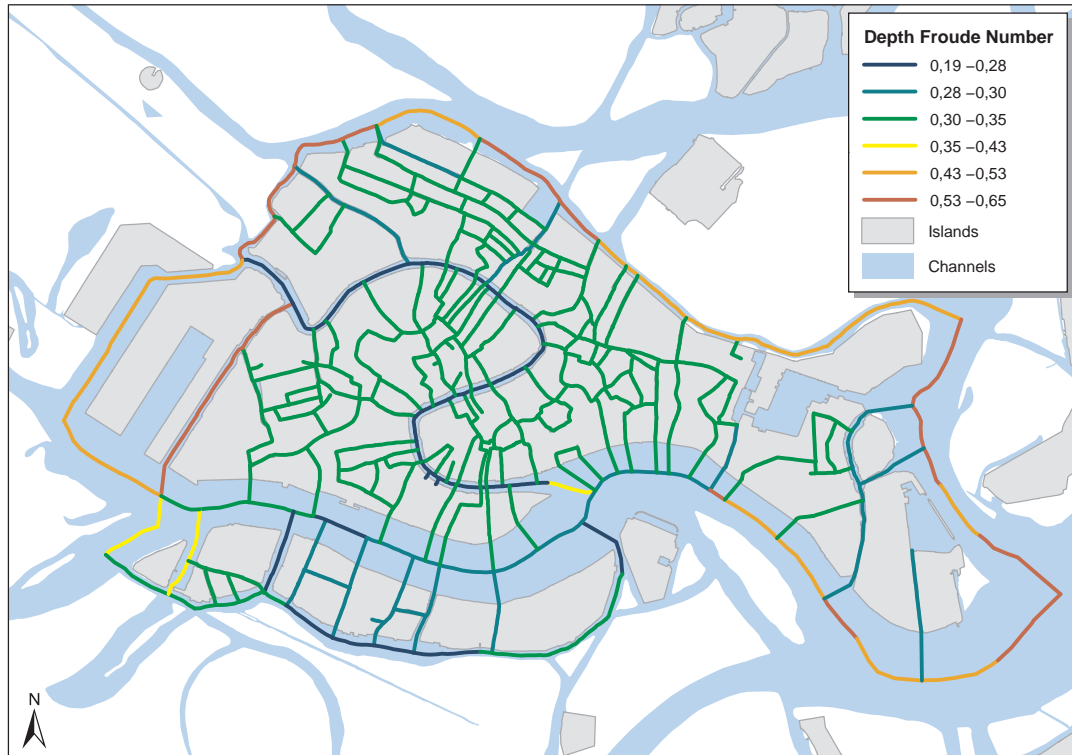 Depth Froude Number
0,19 –0,28
0,28 –0,30
0,30 –0,35
0,35 –0,43
0,43 –0,53
0,53 –0,65
Islands
Channels
N